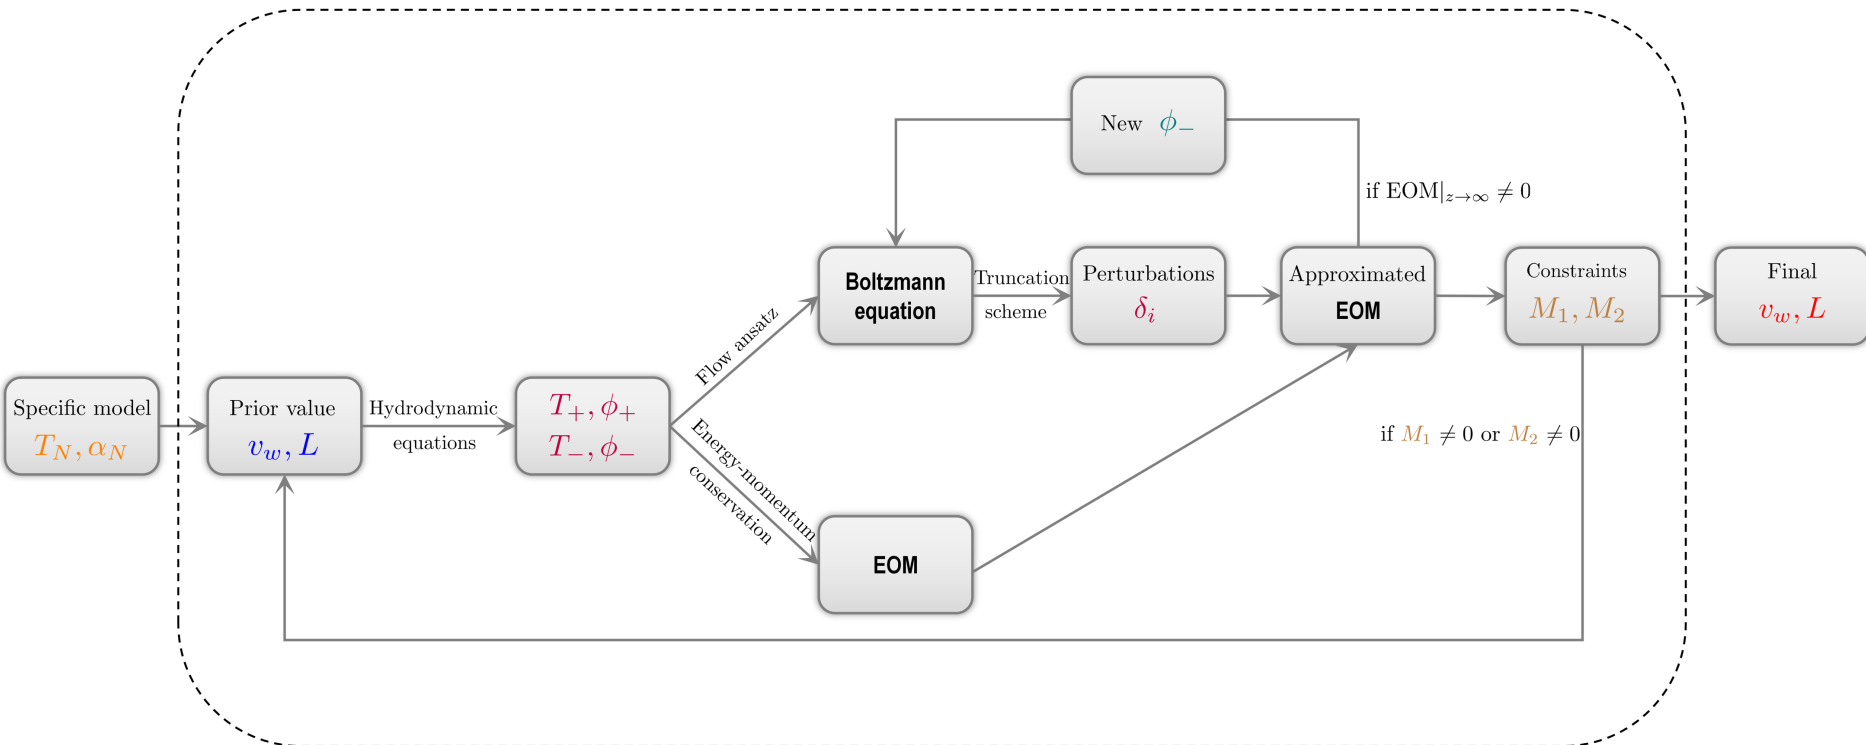 New ϕ₋
if EOM|z→∞ ≠ 0
Boltzmann
equation
Truncation
scheme
Perturbations
δᵢ
Approximated
EOM
Constraints
M₁, M₂
Final
v_w, L
Flow ansatz
Specific model
T_N, α_N
Prior value
v_w, L
Hydrodynamic
equations
T₊, ϕ₊
T₋, ϕ₋
Energy-momentum
conservation
if M₁ ≠ 0 or M₂ ≠ 0
EOM